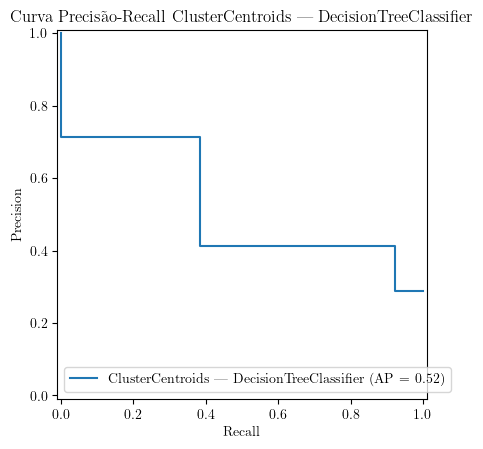 Curva Precisão-Recall ClusterCentroids — DecisionTreeClassifier
1.0
0.8
0.6
0.4
0.2
0.0
Precision
ClusterCentroids — DecisionTreeClassifier (AP = 0.52)
0.0 0.2 0.4 0.6 0.8 1.0
Recall